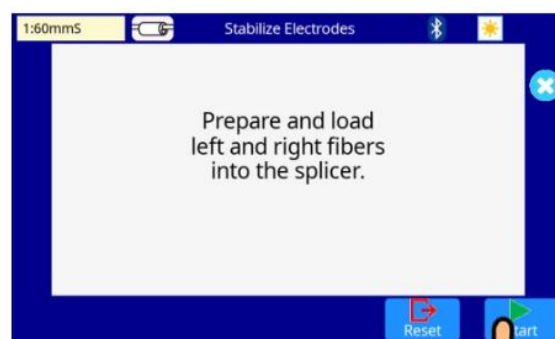 1:60mmS Stabilize Electrodes
Prepare and load
left and right fibers
into the splicer.
Reset tart